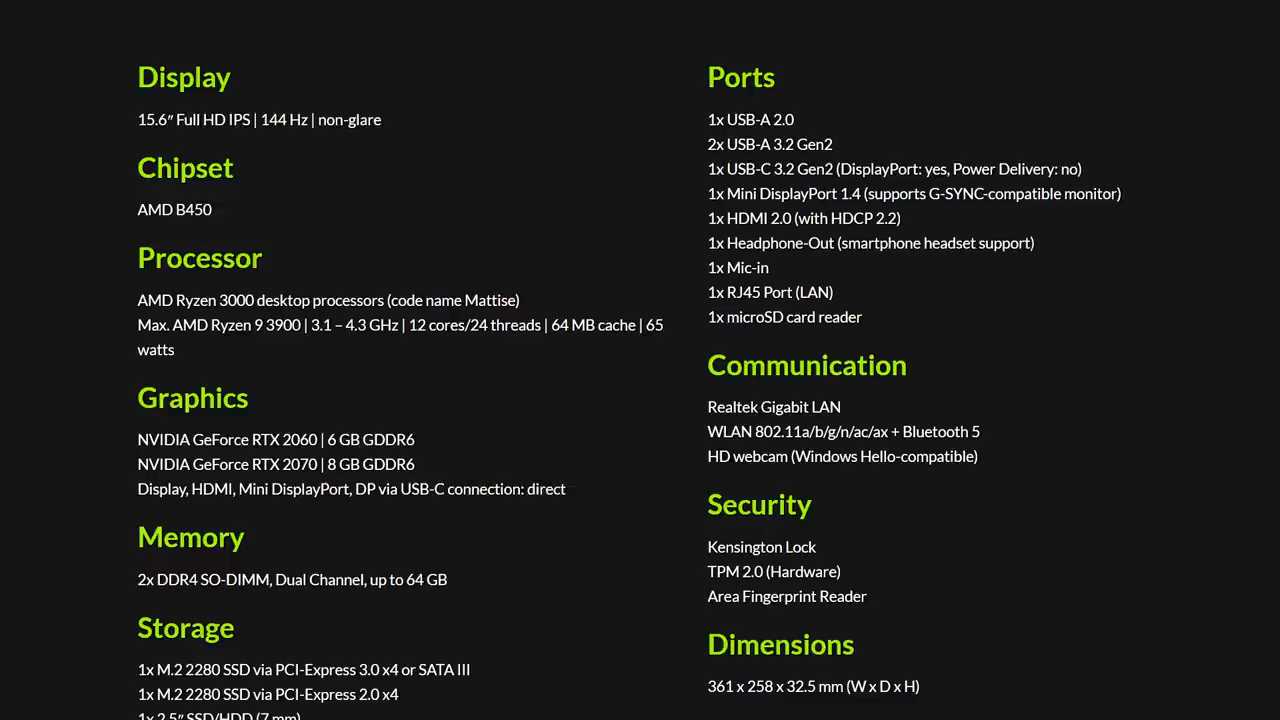 Display
15.6″ Full HD IPS | 144 Hz | non-glare
Chipset
AMD B450
Processor
AMD Ryzen 3000 desktop processors (code name Mattise)
Max. AMD Ryzen 9 3900 | 3.1 – 4.3 GHz | 12 cores/24 threads | 64 MB cache | 65
watts
Graphics
NVIDIA GeForce RTX 2060 | 6 GB GDDR6
NVIDIA GeForce RTX 2070 | 8 GB GDDR6
Display, HDMI, Mini DisplayPort, DP via USB-C connection: direct
Memory
2x DDR4 SO-DIMM, Dual Channel, up to 64 GB
Storage
1x M.2 2280 SSD via PCI-Express 3.0 x4 or SATA III
1x M.2 2280 SSD via PCI-Express 2.0 x4
1x 2.5″ SSD/HDD (7 mm)
Ports
1x USB-A 2.0
2x USB-A 3.2 Gen2
1x USB-C 3.2 Gen2 (DisplayPort: yes, Power Delivery: no)
1x Mini DisplayPort 1.4 (supports G-SYNC-compatible monitor)
1x HDMI 2.0 (with HDCP 2.2)
1x Headphone-Out (smartphone headset support)
1x Mic-in
1x RJ45 Port (LAN)
1x microSD card reader
Communication
Realtek Gigabit LAN
WLAN 802.11a/b/g/n/ac/ax + Bluetooth 5
HD webcam (Windows Hello-compatible)
Security
Kensington Lock
TPM 2.0 (Hardware)
Area Fingerprint Reader
Dimensions
361 x 258 x 32.5 mm (W x D x H)